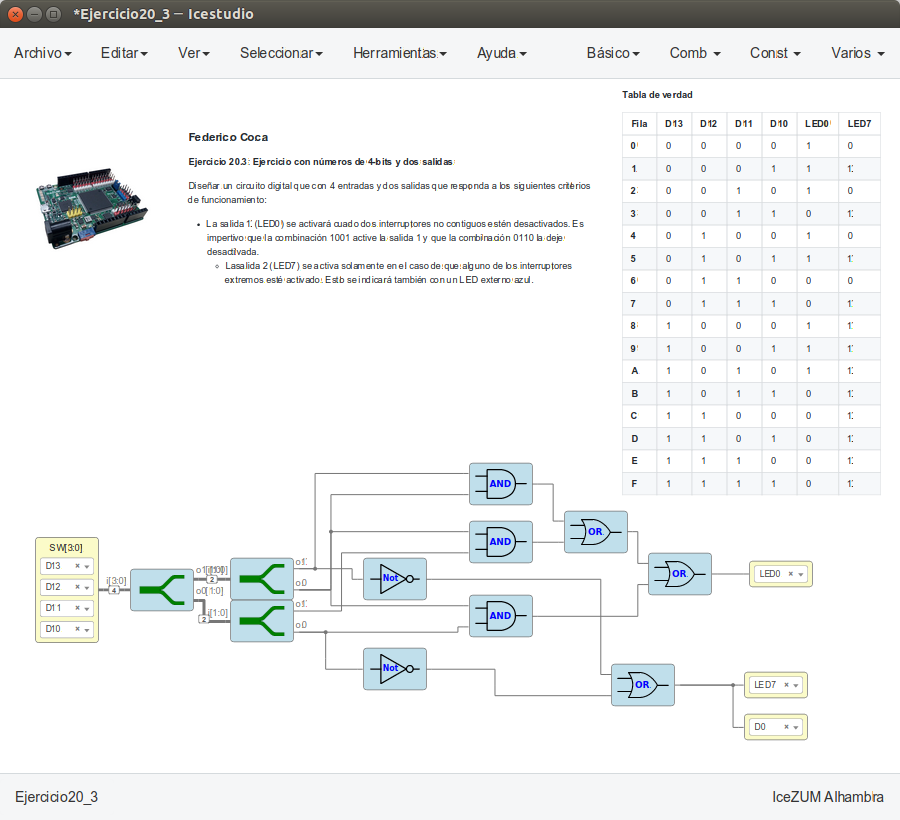 *Ejercicio20_3 — Icestudio
Archivo Editar Ver Seleccionar Herramientas Ayuda Básico Comb Const Varios
Tabla de verdad
Fila D13 D12 D11 D10 LED0 LED7
0 0 0 0 0 1 0
1 0 0 0 1 1 1
2 0 0 1 0 1 0
3 0 0 1 1 0 1
4 0 1 0 0 1 0
5 0 1 0 1 1 1
6 0 1 1 0 0 0
7 0 1 1 1 0 1
8 1 0 0 0 1 1
9 1 0 0 1 1 1
A 1 0 1 0 1 1
B 1 0 1 1 0 1
C 1 1 0 0 0 1
D 1 1 0 1 0 1
E 1 1 1 0 0 1
F 1 1 1 1 0 1
Federico Coca
Ejercicio 20.3: Ejercicio con números de 4-bits y dos salidas
Diseñar un circuito digital que con 4 entradas y dos salidas que responda a los siguientes criterios
de funcionamiento:
• La salida 1 (LED0) se activará cuado dos interruptores no contiguos estén desactivados. Es
impertivo que la combinación 1001 active la salida 1 y que la combinación 0110 la deje
desactivada.
Lasalida 2 (LED7) se activa solamente en el caso de que alguno de los interruptores
extremos esté activado. Esto se indicará también con un LED externo azul.
SW[3:0]
D13
D12
D11
D10
i[3:0]
4
o1[1:0]
i[1:0]
2
o0[1:0]
i[1:0]
2
o1
o0
o1
o0
AND
AND
Not
AND
Not
OR
OR
OR
LED0
LED7
D0
Ejercicio20_3
IceZUM Alhambra